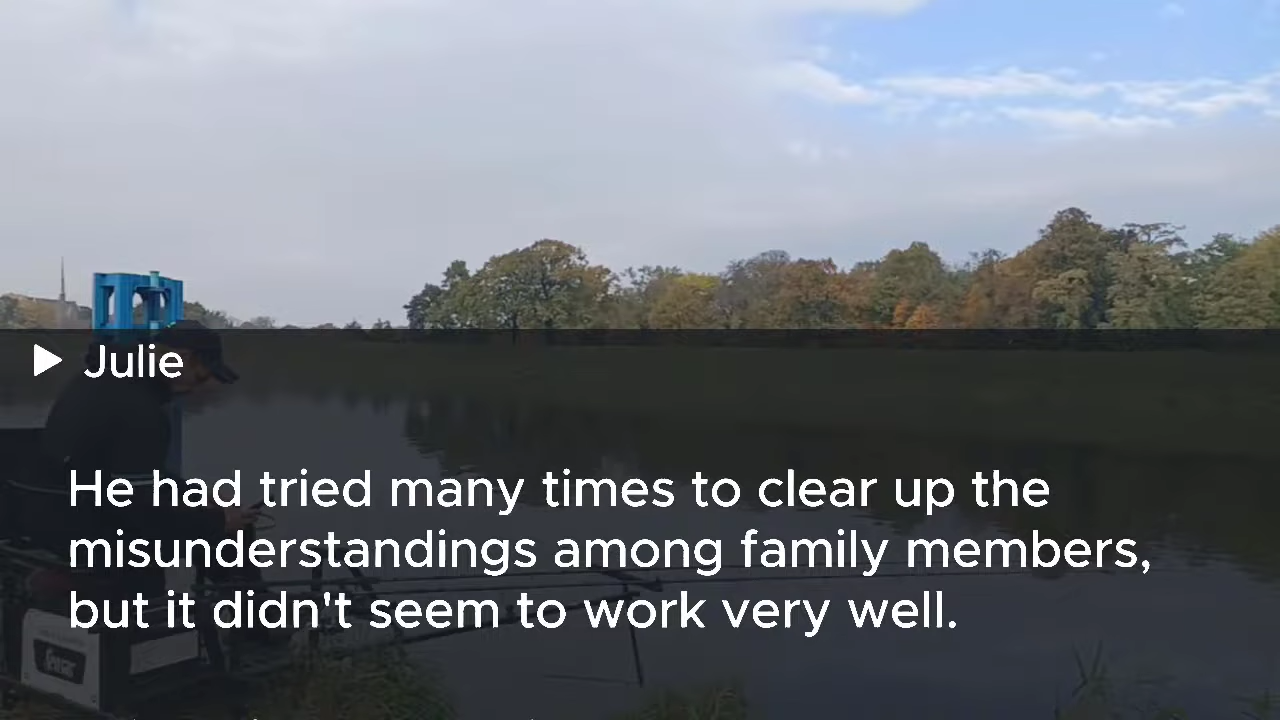 Julie
He had tried many times to clear up the
misunderstandings among family members,
but it didn't seem to work very well.